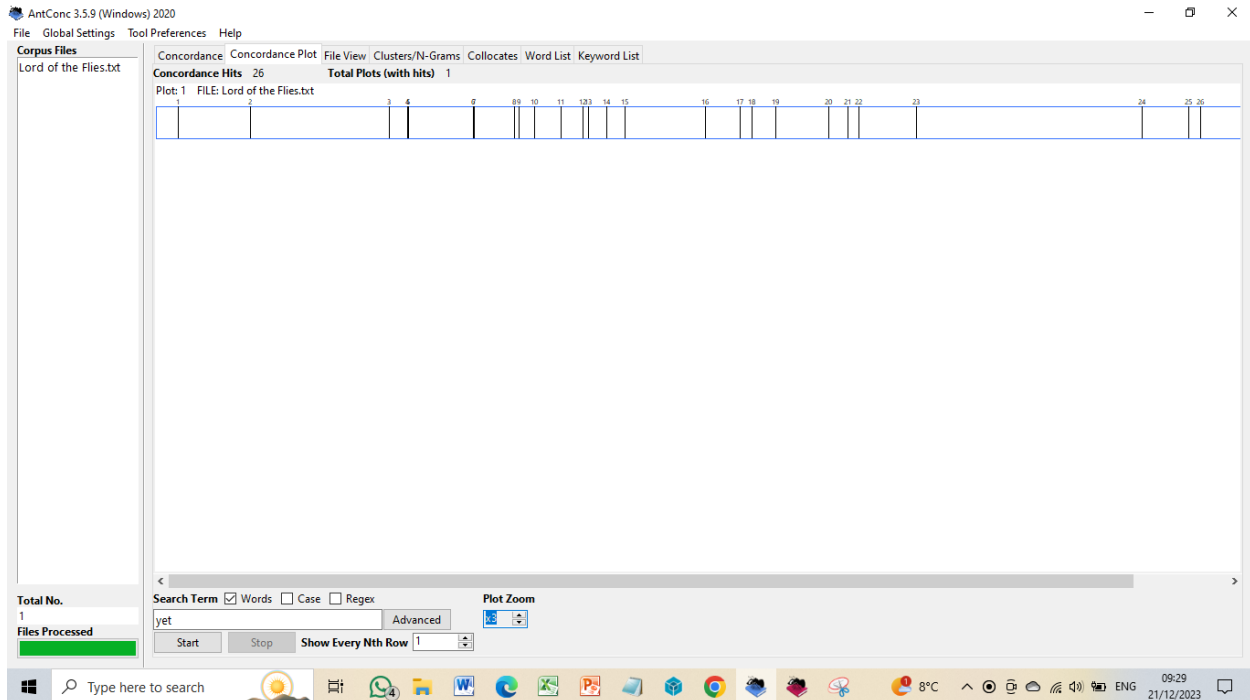 AntConc 3.5.9 (Windows) 2020
File Global Settings Tool Preferences Help
Corpus Files
Lord of the Flies.txt
Concordance Concordance Plot File View Clusters/N-Grams Collocates Word List Keyword List
Concordance Hits 26 Total Plots (with hits) 1
Plot: 1 FILE: Lord of the Flies.txt
1 2 3 8 9 10 11 14 15 16 17 18 19 20 21 22 23 24 25 26
Total No.
1
Files Processed
Search Term Words Case Regex
Plot Zoom
yet Advanced x3
Start Stop Show Every Nth Row 1
Type here to search 4 1 8°C ENG 09:29
21/12/2023